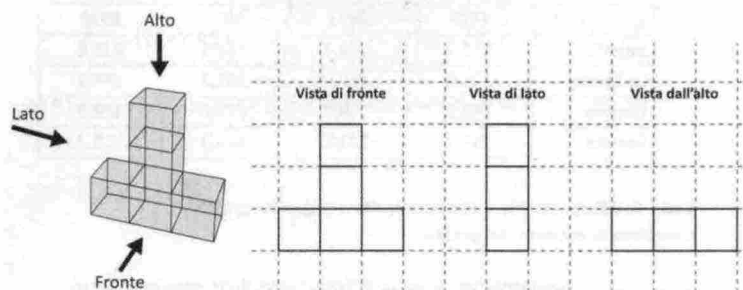 Alto
Lato
Fronte
Vista di fronte
Vista di lato
Vista dall'alto